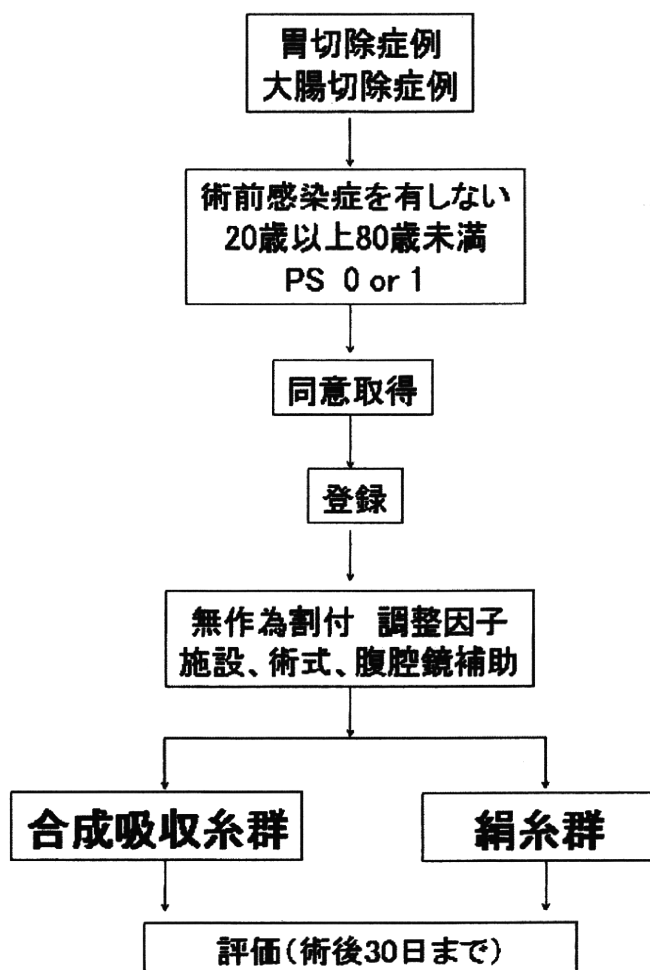 胃切除症例
大腸切除症例
術前感染症を有しない
20歳以上80歳未満
PS 0 or 1
同意取得
登録
無作為割付 調整因子
施設、術式、腹腔鏡補助
合成吸収糸群
絹糸群
評価(術後30日まで)